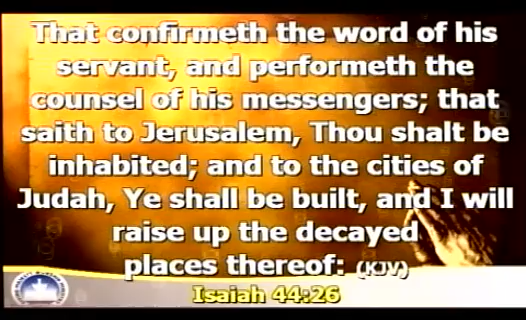 That confirmeth the word of his
servant, and performeth the
counsel of his messengers; that
saith to Jerusalem, Thou shalt be
inhabited; and to the cities of
Judah, Ye shall be built, and I will
raise up the decayed
places thereof: (KJV)
Isaiah 44:26